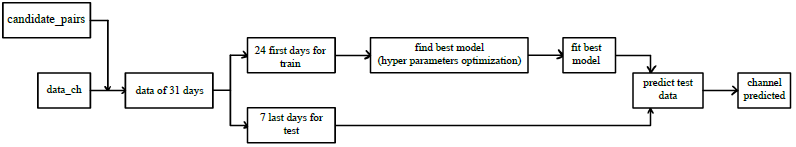 candidate_pairs
data_ch
data of 31 days
24 first days for
train
find best model
(hyper parameters optimization)
fit best
model
7 last days for
test
predict test
data
channel
predicted